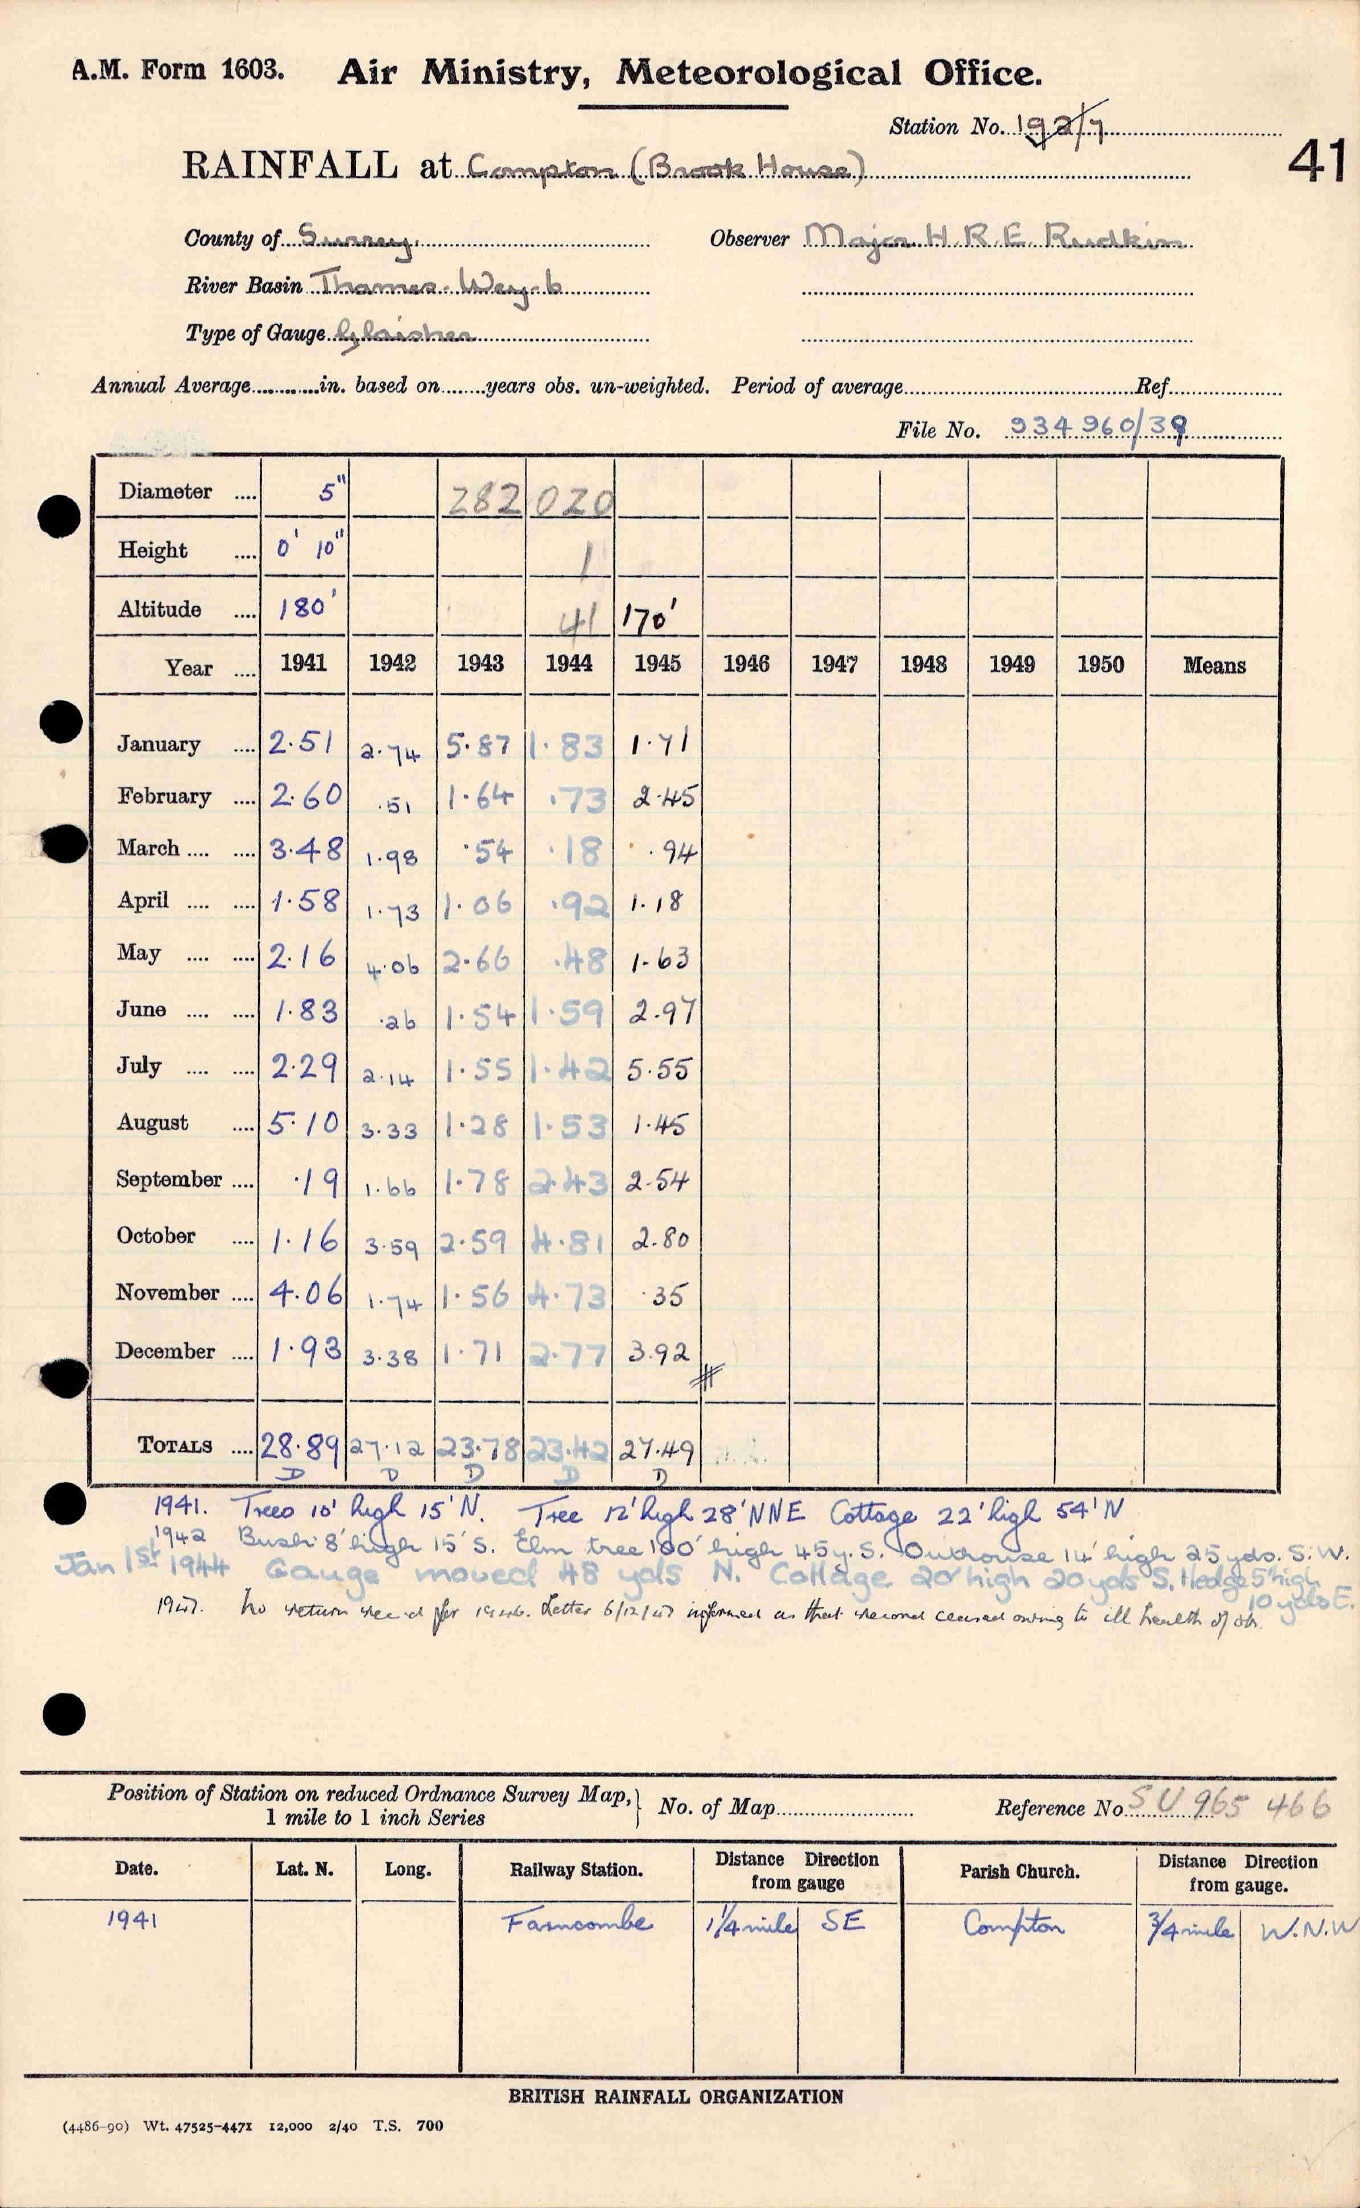 A.M. Form 1603. Air Ministry, Meteorological Office.
Station No. 192/7
41
RAINFALL at Compton (Brook House)
County of Surrey. Observer Major H.R.E. Rudkin
River Basin Thames-Wey-b
Type of Gauge Glaisher
Annual Average............in. based on........years obs. un-weighted. Period of average........Ref........
File No. 934960/39
Diameter .... 5" 282 020
Height .... 0' 10" 1
Altitude .... 180' 41 170'
Year .... 1941 1942 1943 1944 1945 1946 1947 1948 1949 1950 Means
January .... 2.51 2.74 5.87 1.83 1.71
February .... 2.60 .51 1.64 .73 2.45
March .... .... 3.48 1.98 .54 .18 .94
April .... .... 1.58 1.73 1.06 .92 1.18
May .... .... 2.16 4.06 2.66 .48 1.63
June .... .... 1.83 .26 1.54 1.59 2.97
July .... .... 2.29 2.14 1.55 1.42 5.55
August .... 5.10 3.33 1.28 1.53 1.45
September .... .19 1.66 1.78 2.43 2.54
October .... 1.16 3.59 2.59 4.81 2.80
November .... 4.06 1.74 1.56 4.73 .35
December .... 1.93 3.38 1.71 2.77 3.92
TOTALS .... 28.89 27.12 23.78 23.42 27.49
D D D D D
1941. Trees 10' high 15' N. Tree 12' high 28' NNE Cottage 22' high 54' N
1942 Bush 8' high 15' S. Elm tree 100' high 45y. S. Outhouse 14' high 25 yds. S.W.
Jan 1st 1944 Gauge moved 48 yds N. Cottage 20' high 20 yds S. Hedge 5' high
10 yds E.
1947. No return rec'd for 1946. Letter 6/12/47 informed us that record ceased owing to ill health of ob.
Position of Station on reduced Ordnance Survey Map, 1 mile to 1 inch Series } No. of Map........ Reference No. SU 965 466
Date. Lat. N. Long. Railway Station. Distance Direction from gauge Parish Church. Distance Direction from gauge.
1941 Farncombe 1 1/4 mile SE Compton 3/4 mile W.N.W
BRITISH RAINFALL ORGANIZATION
(4486-90) Wt. 47525-4471 12,000 2/40 T.S. 700